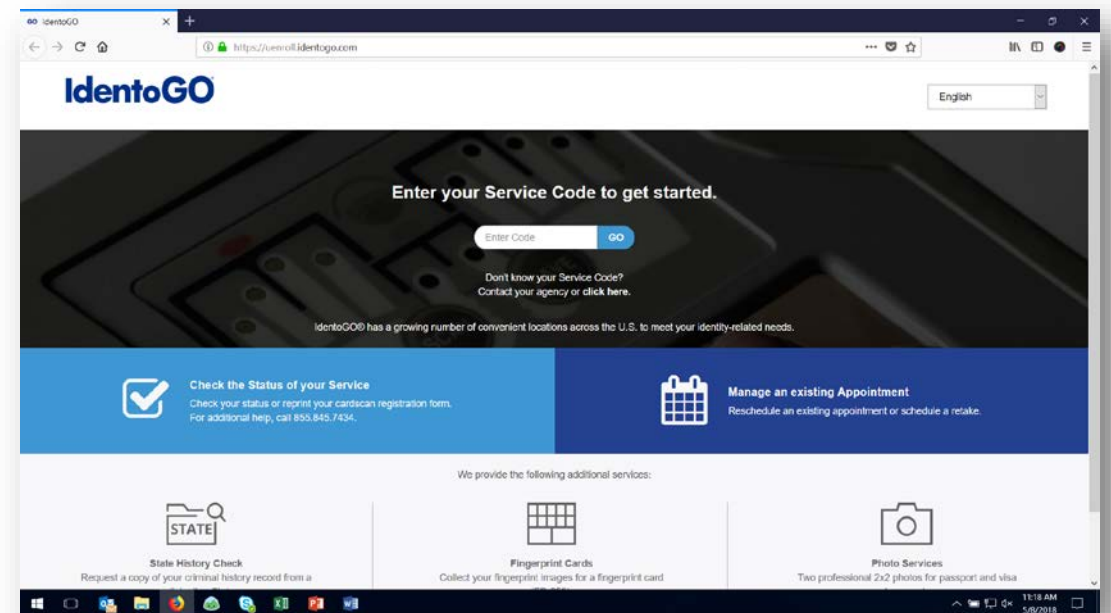 IdentoGO
https://uenroll.identogo.com
IdentoGO
English
Enter your Service Code to get started.
Enter Code
GO
Don't know your Service Code?
Contact your agency or click here.
IdentoGO® has a growing number of convenient locations across the U.S. to meet your identity-related needs.
Check the Status of your Service
Check your status or reprint your cardscan registration form.
For additional help, call 855.845.7434.
Manage an existing Appointment
Reschedule an existing appointment or schedule a retake.
We provide the following additional services:
STATE
State History Check
Request a copy of your criminal history record from a
Fingerprint Cards
Collect your fingerprint images for a fingerprint card
Photo Services
Two professional 2x2 photos for passport and visa
11:18 AM
5/8/2018